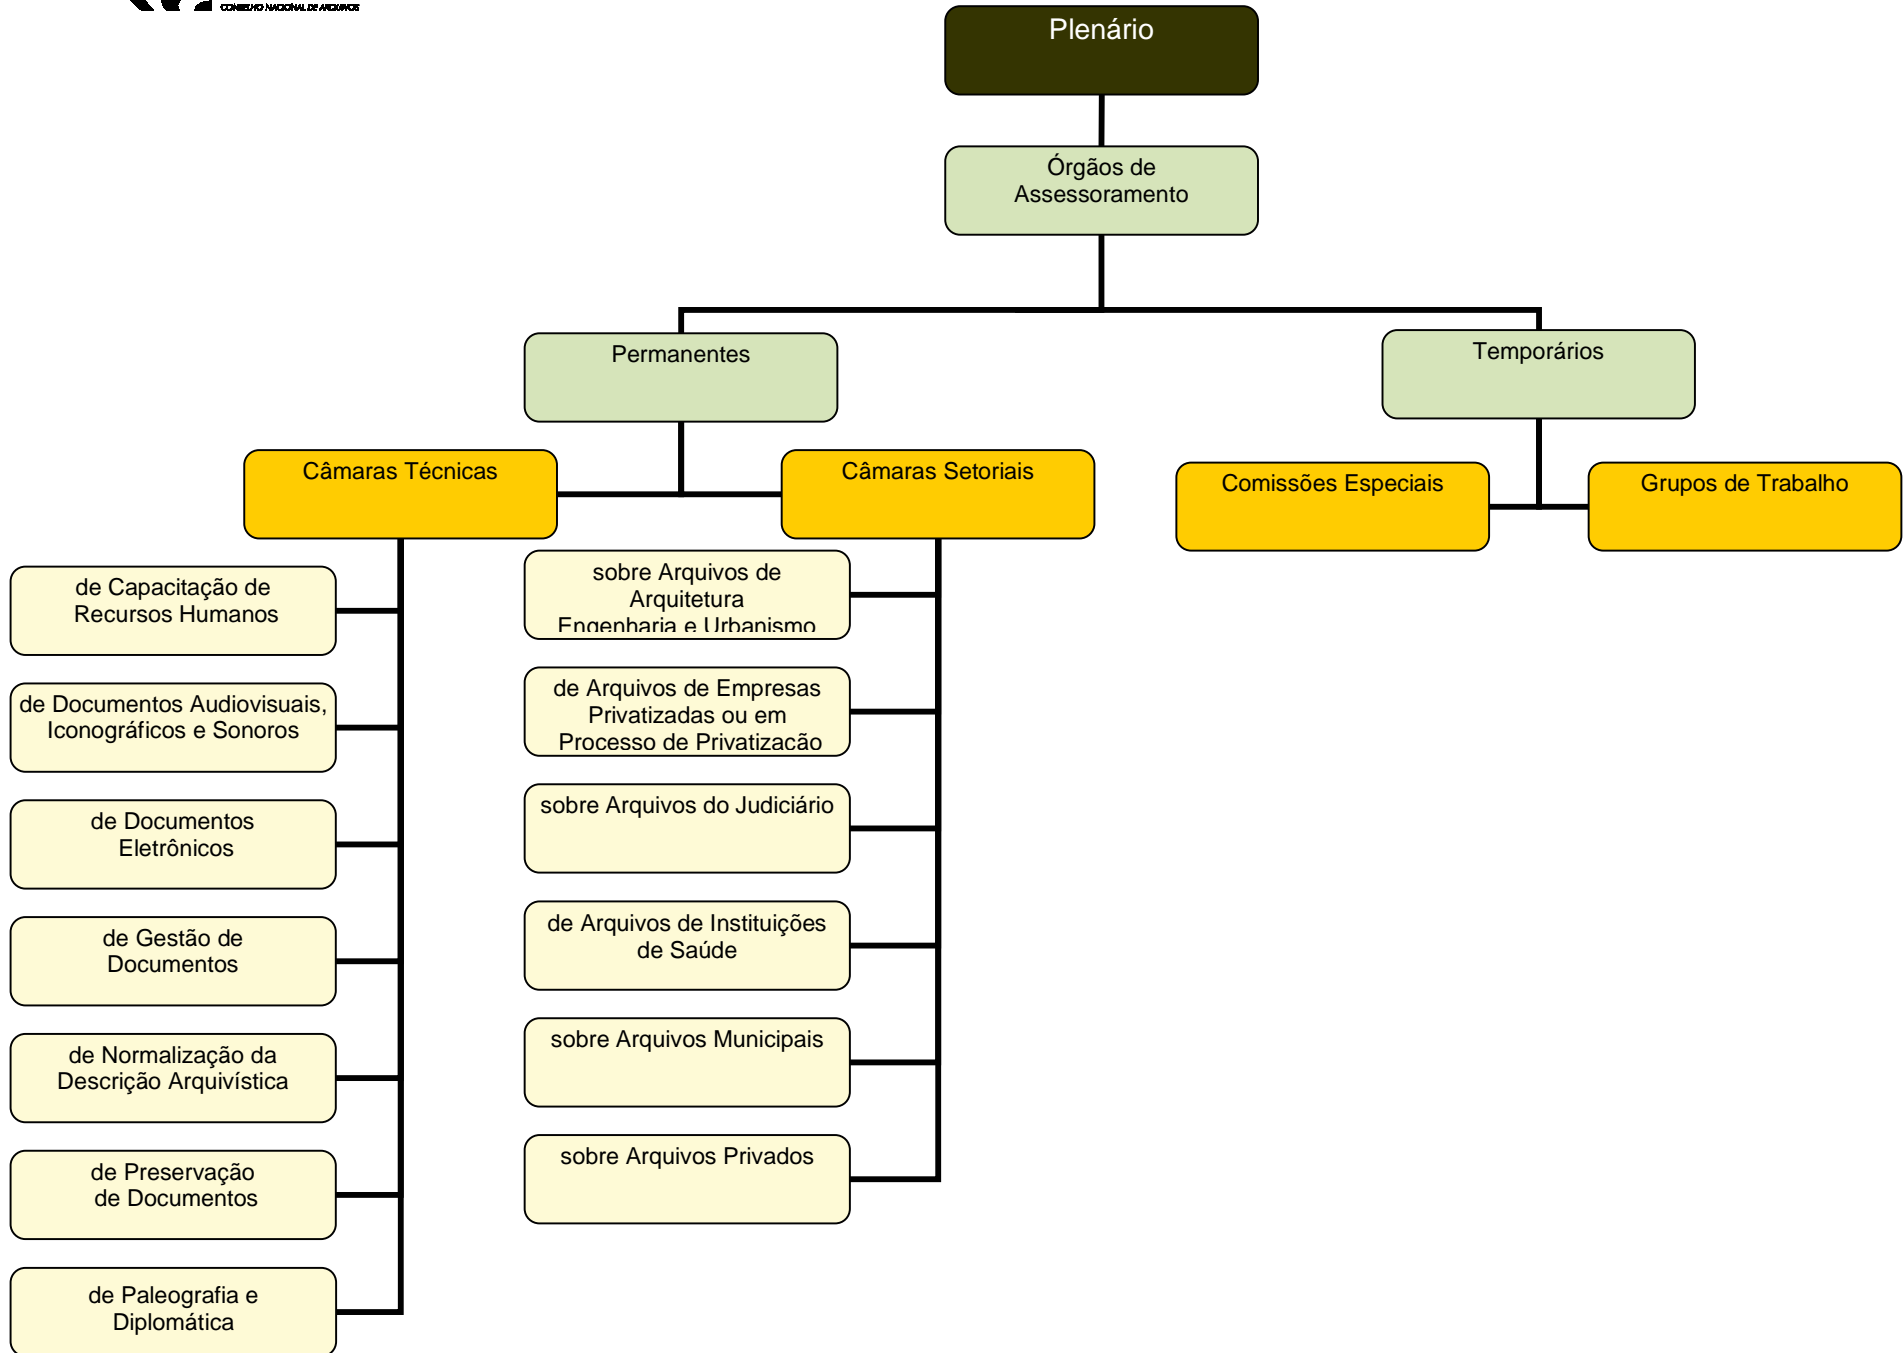 CONSELHO NACIONAL DE ARQUIVOS
Plenário
Órgãos de
Assessoramento
Permanentes
Temporários
Câmaras Técnicas
Câmaras Setoriais
Comissões Especiais
Grupos de Trabalho
de Capacitação de
Recursos Humanos
de Documentos Audiovisuais,
Iconográficos e Sonoros
de Documentos
Eletrônicos
de Gestão de
Documentos
de Normalização da
Descrição Arquivística
de Preservação
de Documentos
de Paleografia e
Diplomática
sobre Arquivos de
Arquitetura
Engenharia e Urbanismo
de Arquivos de Empresas
Privatizadas ou em
Processo de Privatização
sobre Arquivos do Judiciário
de Arquivos de Instituições
de Saúde
sobre Arquivos Municipais
sobre Arquivos Privados